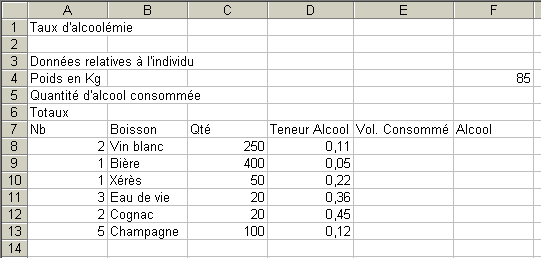 A B C D E F
1 Taux d'alcoolémie
2
3 Données relatives à l'individu
4 Poids en Kg 85
5 Quantité d'alcool consommée
6 Totaux
7 Nb Boisson Qté Teneur Alcool Vol. Consommé Alcool
8 2 Vin blanc 250 0,11
9 1 Bière 400 0,05
10 1 Xérès 50 0,22
11 3 Eau de vie 20 0,36
12 2 Cognac 20 0,45
13 5 Champagne 100 0,12
14